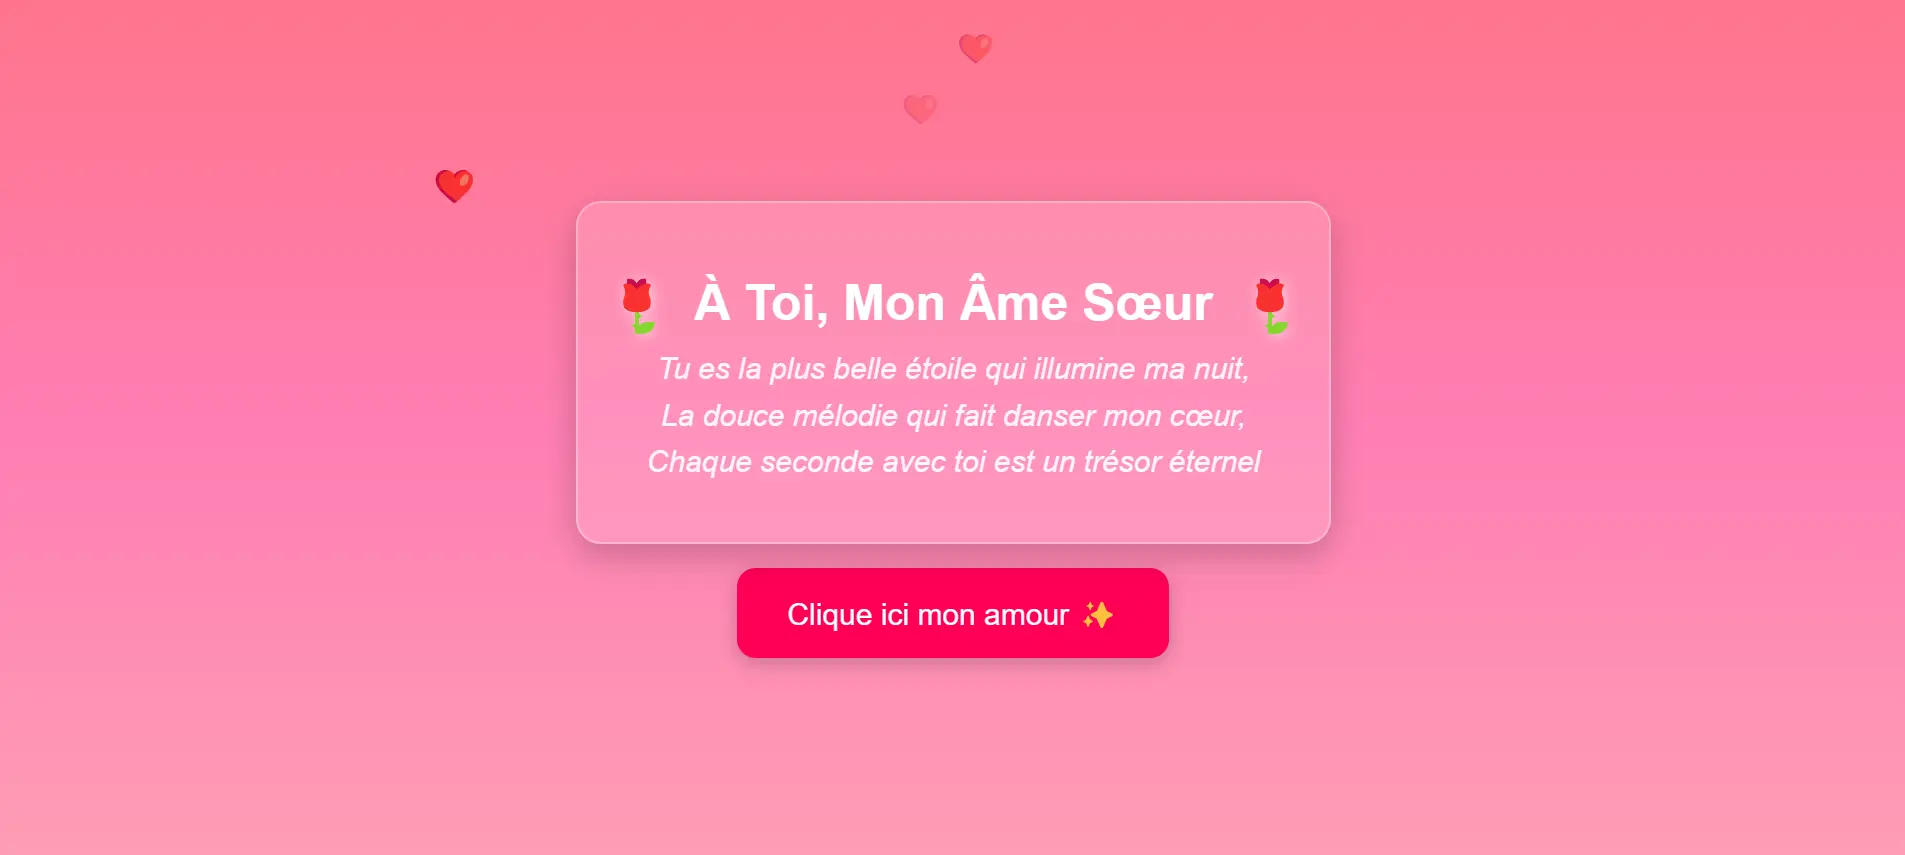 🌹 À Toi, Mon Âme Sœur 🌹
Tu es la plus belle étoile qui illumine ma nuit,
La douce mélodie qui fait danser mon cœur,
Chaque seconde avec toi est un trésor éternel
Clique ici mon amour ✨